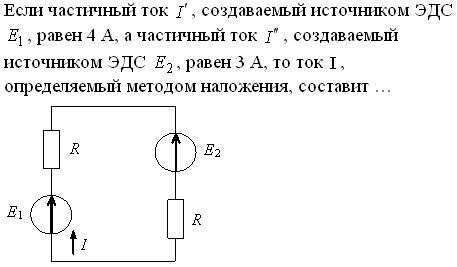 Если частичный ток I', создаваемый источником ЭДС
E₁, равен 4 А, а частичный ток I'', создаваемый
источником ЭДС E₂, равен 3 А, то ток I,
определяемый методом наложения, составит ...
R
E₂
E₁
R
I